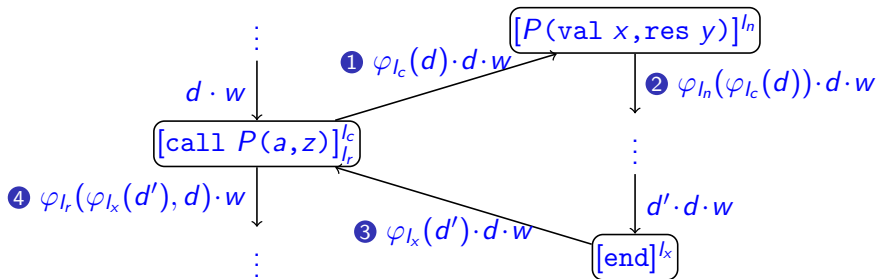 ⋮
[P(val x,res y)]^{l_n}
❶ φ_{l_c}(d)·d·w
❷ φ_{l_n}(φ_{l_c}(d))·d·w
d · w
[call P(a,z)]^{l_c}_{l_r}
⋮
❹ φ_{l_r}(φ_{l_x}(d′),d)·w
d′·d·w
❸ φ_{l_x}(d′)·d·w
[end]^{l_x}
⋮